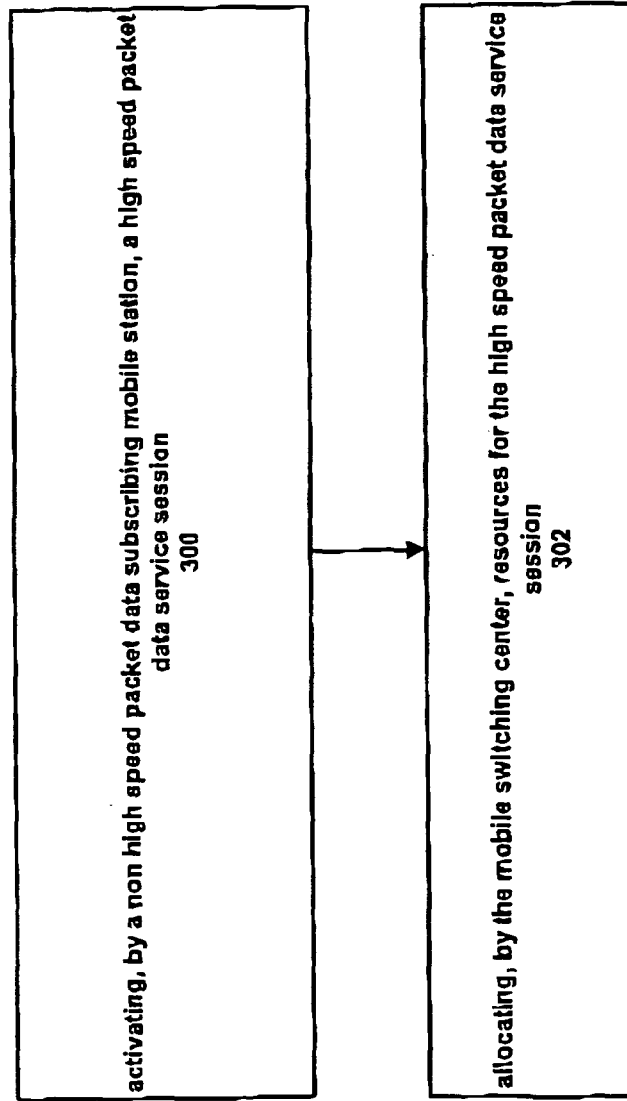 activating, by a non high speed packet data subscribing mobile station, a high speed packet
data service session
300
allocating, by the mobile switching center, resources for the high speed packet data service
session
302